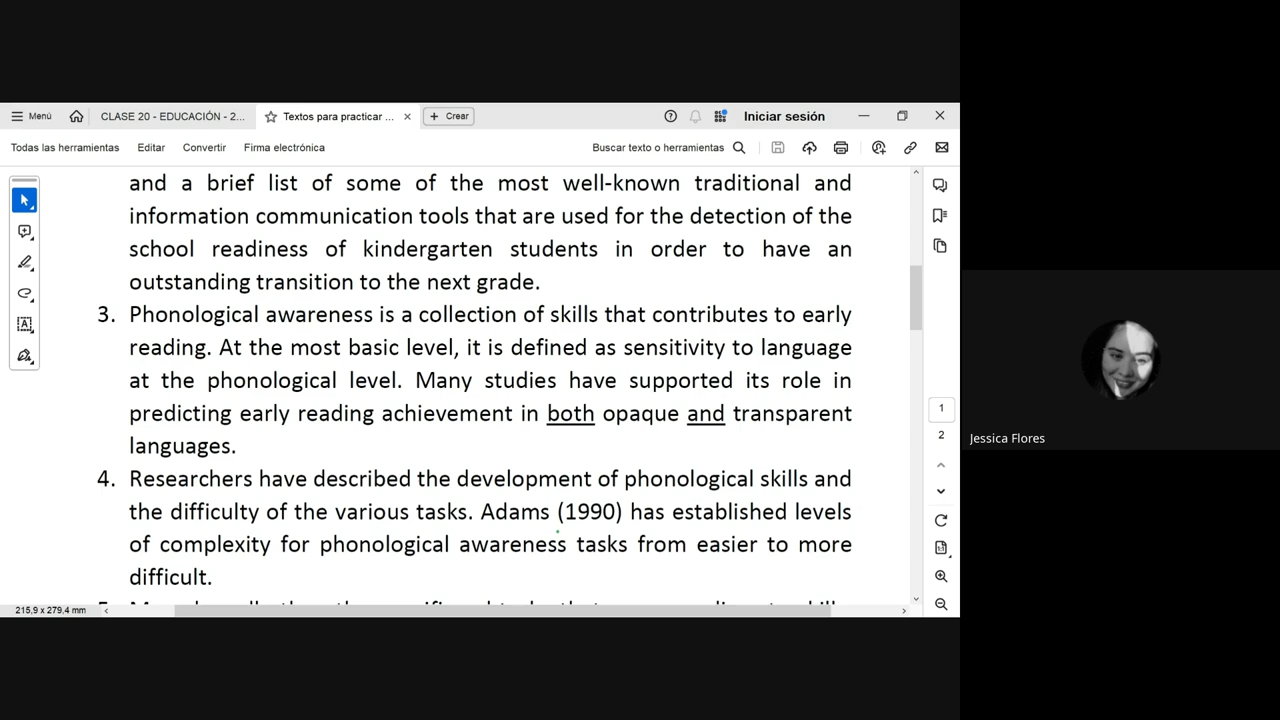 Menú
CLASE 20 - EDUCACIÓN - 2...
Textos para practicar ...
Crear
Iniciar sesión
Todas las herramientas
Editar
Convertir
Firma electrónica
Buscar texto o herramientas
and a brief list of some of the most well-known traditional and
information communication tools that are used for the detection of the
school readiness of kindergarten students in order to have an
outstanding transition to the next grade.
3. Phonological awareness is a collection of skills that contributes to early
reading. At the most basic level, it is defined as sensitivity to language
at the phonological level. Many studies have supported its role in
predicting early reading achievement in both opaque and transparent
languages.
4. Researchers have described the development of phonological skills and
the difficulty of the various tasks. Adams (1990) has established levels
of complexity for phonological awareness tasks from easier to more
difficult.
1
2
215,9 x 279,4 mm
Jessica Flores